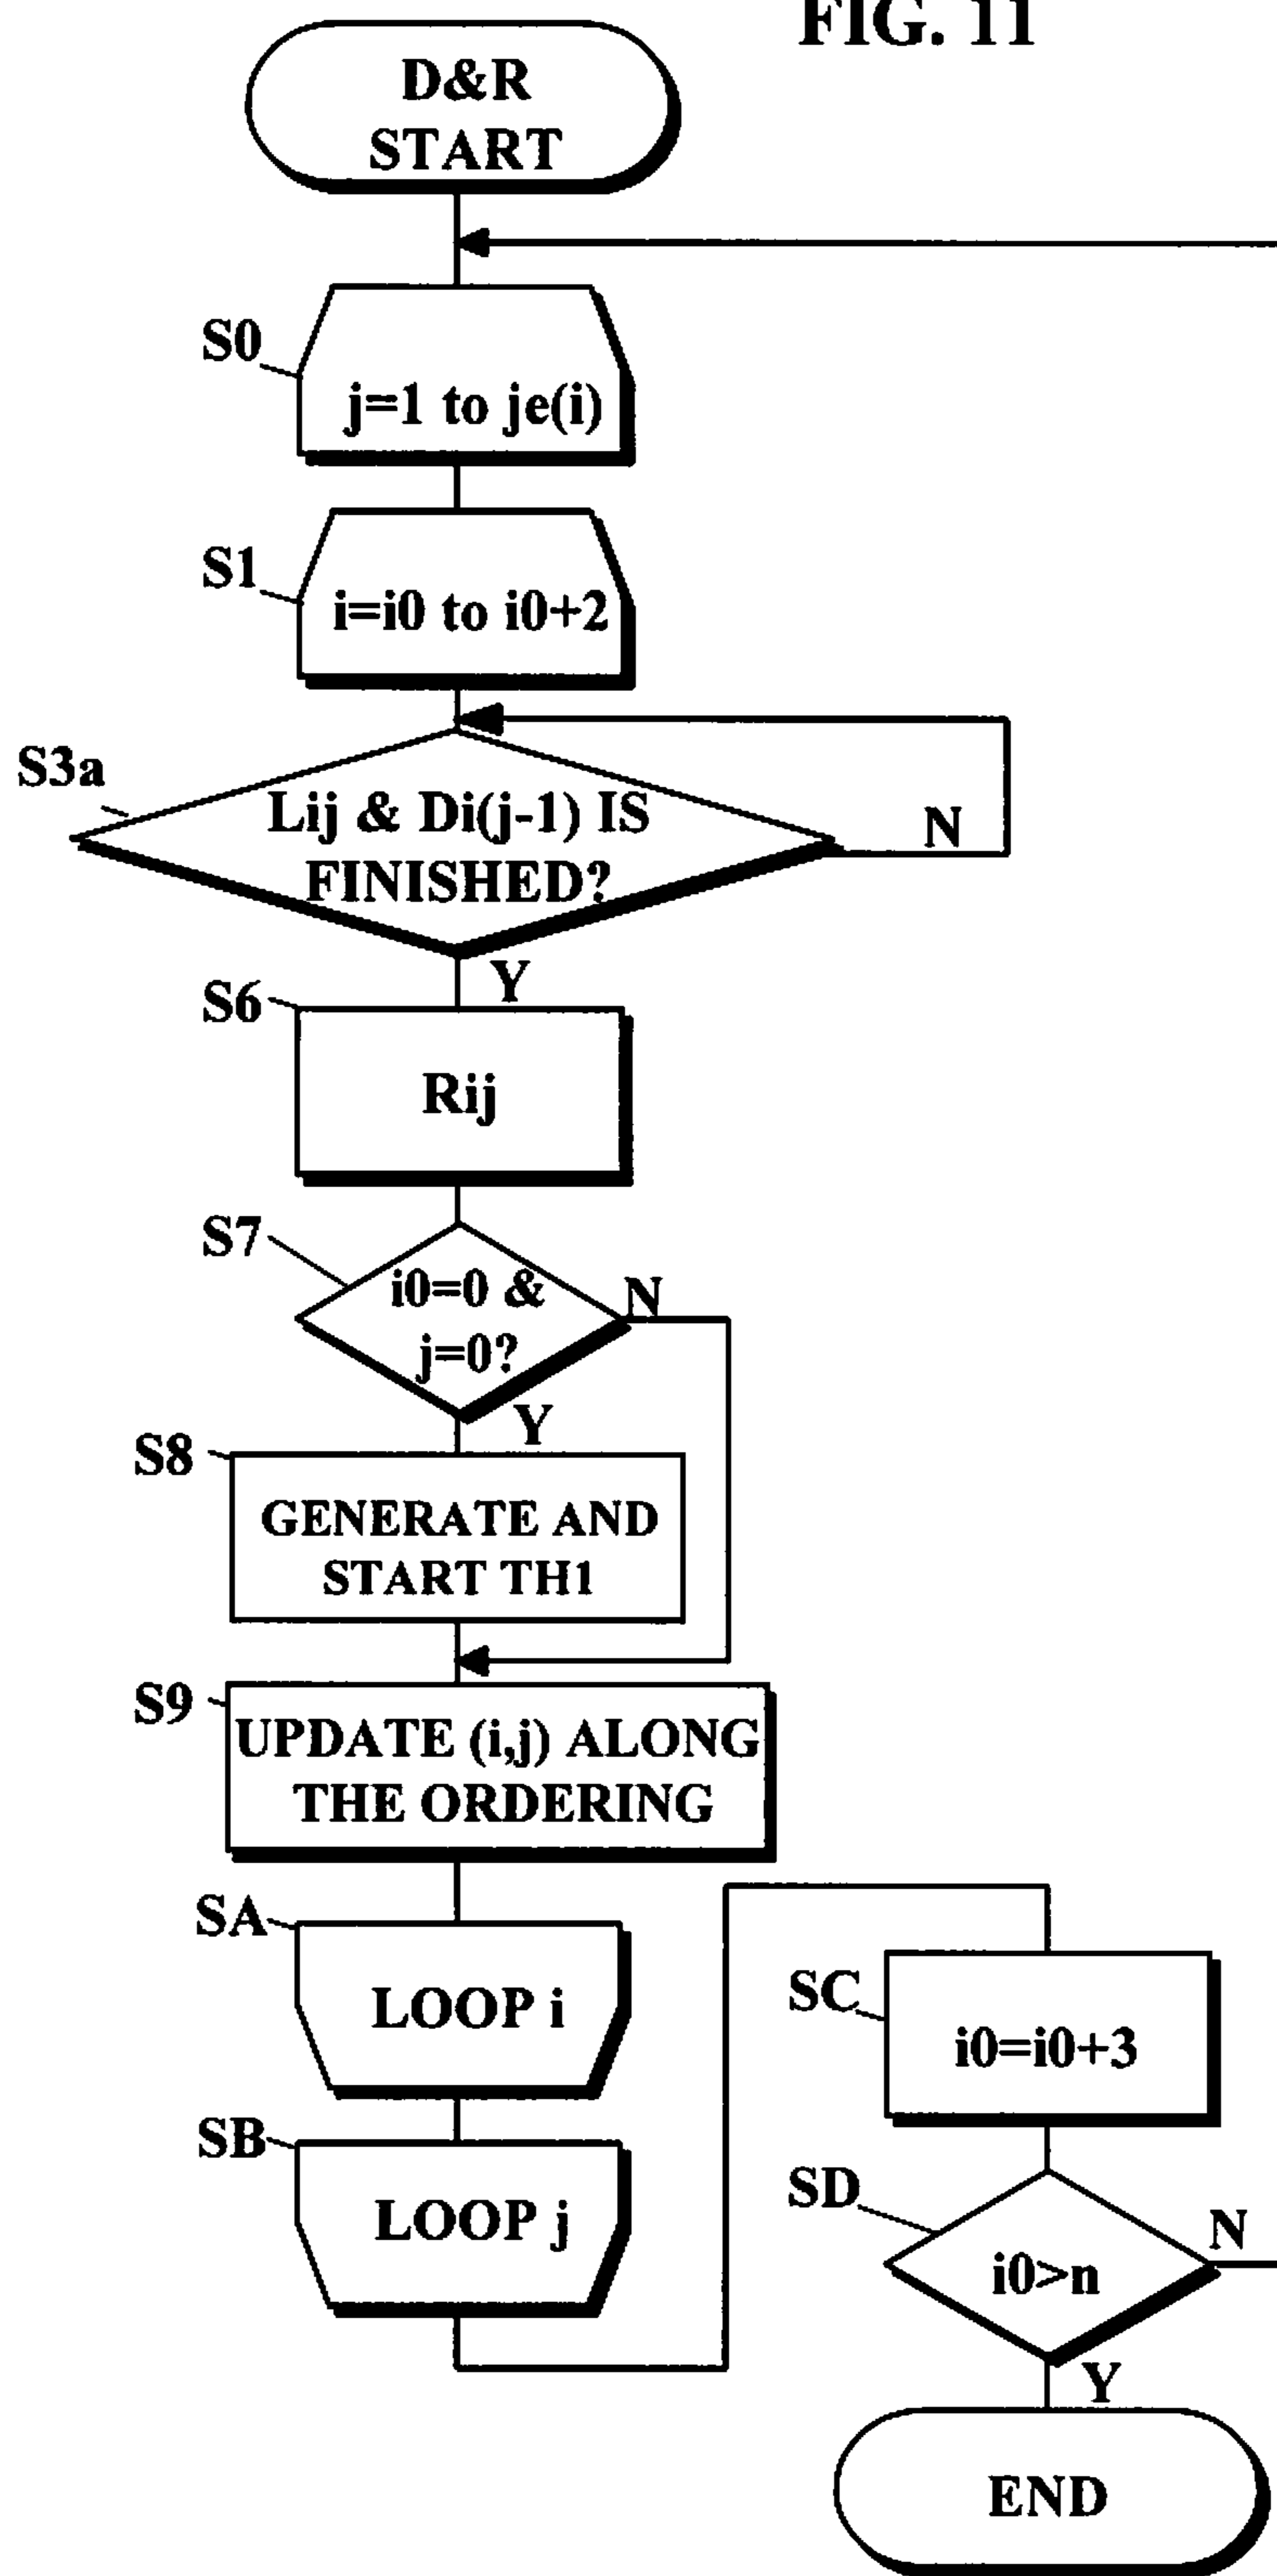 FIG. 11
D&R
START
S0
j=1 to je(i)
S1
i=i0 to i0+2
S3a
Lij & Di(j-1) IS
FINISHED?
N
Y
S6
Rij
S7
i0=0 &
j=0?
N
Y
S8
GENERATE AND
START TH1
S9
UPDATE (i,j) ALONG
THE ORDERING
SA
LOOP i
SB
LOOP j
SC
i0=i0+3
SD
i0>n
N
Y
END